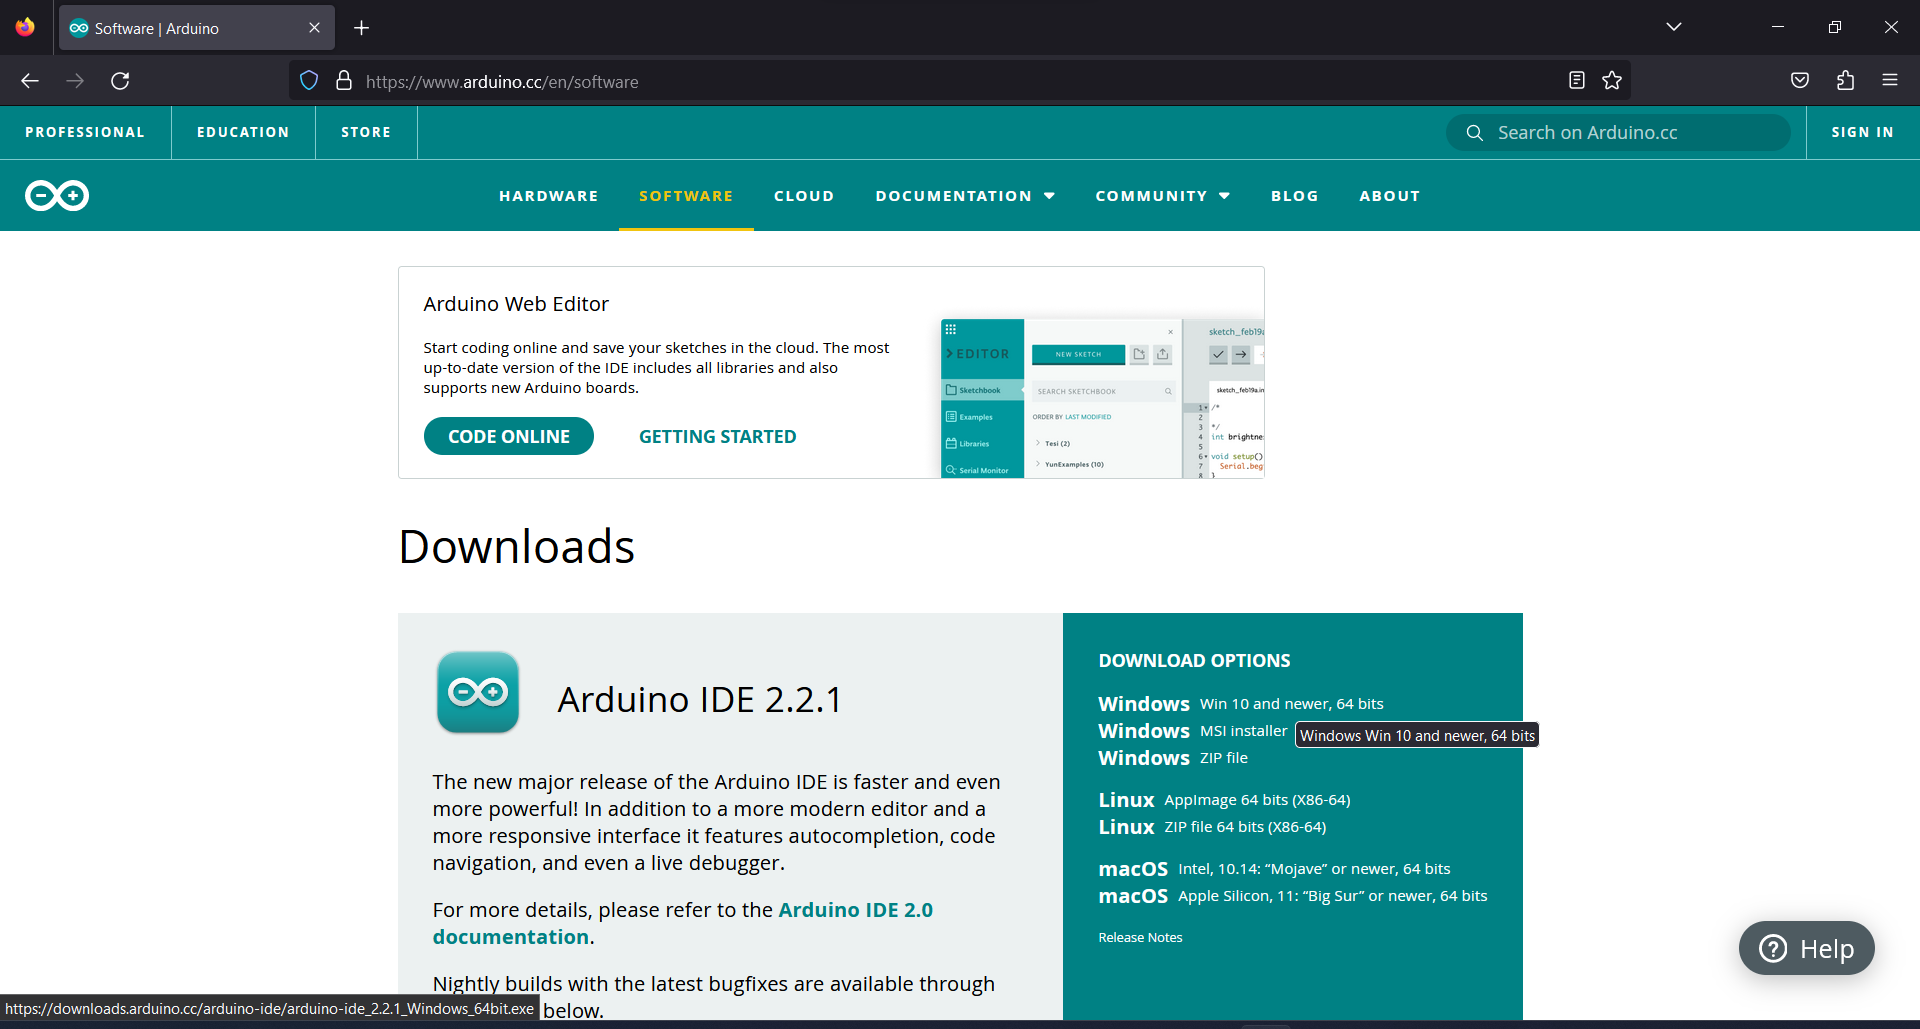 Software | Arduino
https://www.arduino.cc/en/software
PROFESSIONAL
EDUCATION
STORE
Search on Arduino.cc
SIGN IN
HARDWARE
SOFTWARE
CLOUD
DOCUMENTATION
COMMUNITY
BLOG
ABOUT
Arduino Web Editor
Start coding online and save your sketches in the cloud. The most
up-to-date version of the IDE includes all libraries and also
supports new Arduino boards.
CODE ONLINE
GETTING STARTED
EDITOR
Sketchbook
Examples
Libraries
Serial Monitor
NEW SKETCH
SEARCH SKETCHBOOK
ORDER BY LAST MODIFIED
Tesi (2)
YunExamples (10)
sketch_feb19a
sketch_feb19a.in
1 /*
2
3 */
4 int brightne
5
6 void setup()
7 Serial.beg
8 }
Downloads
Arduino IDE 2.2.1
The new major release of the Arduino IDE is faster and even
more powerful! In addition to a more modern editor and a
more responsive interface it features autocompletion, code
navigation, and even a live debugger.
For more details, please refer to the Arduino IDE 2.0
documentation.
Nightly builds with the latest bugfixes are available through
below.
DOWNLOAD OPTIONS
Windows Win 10 and newer, 64 bits
Windows MSI installer
Windows Win 10 and newer, 64 bits
Windows ZIP file
Linux AppImage 64 bits (X86-64)
Linux ZIP file 64 bits (X86-64)
macOS Intel, 10.14: “Mojave” or newer, 64 bits
macOS Apple Silicon, 11: “Big Sur” or newer, 64 bits
Release Notes
Help
https://downloads.arduino.cc/arduino-ide/arduino-ide_2.2.1_Windows_64bit.exe